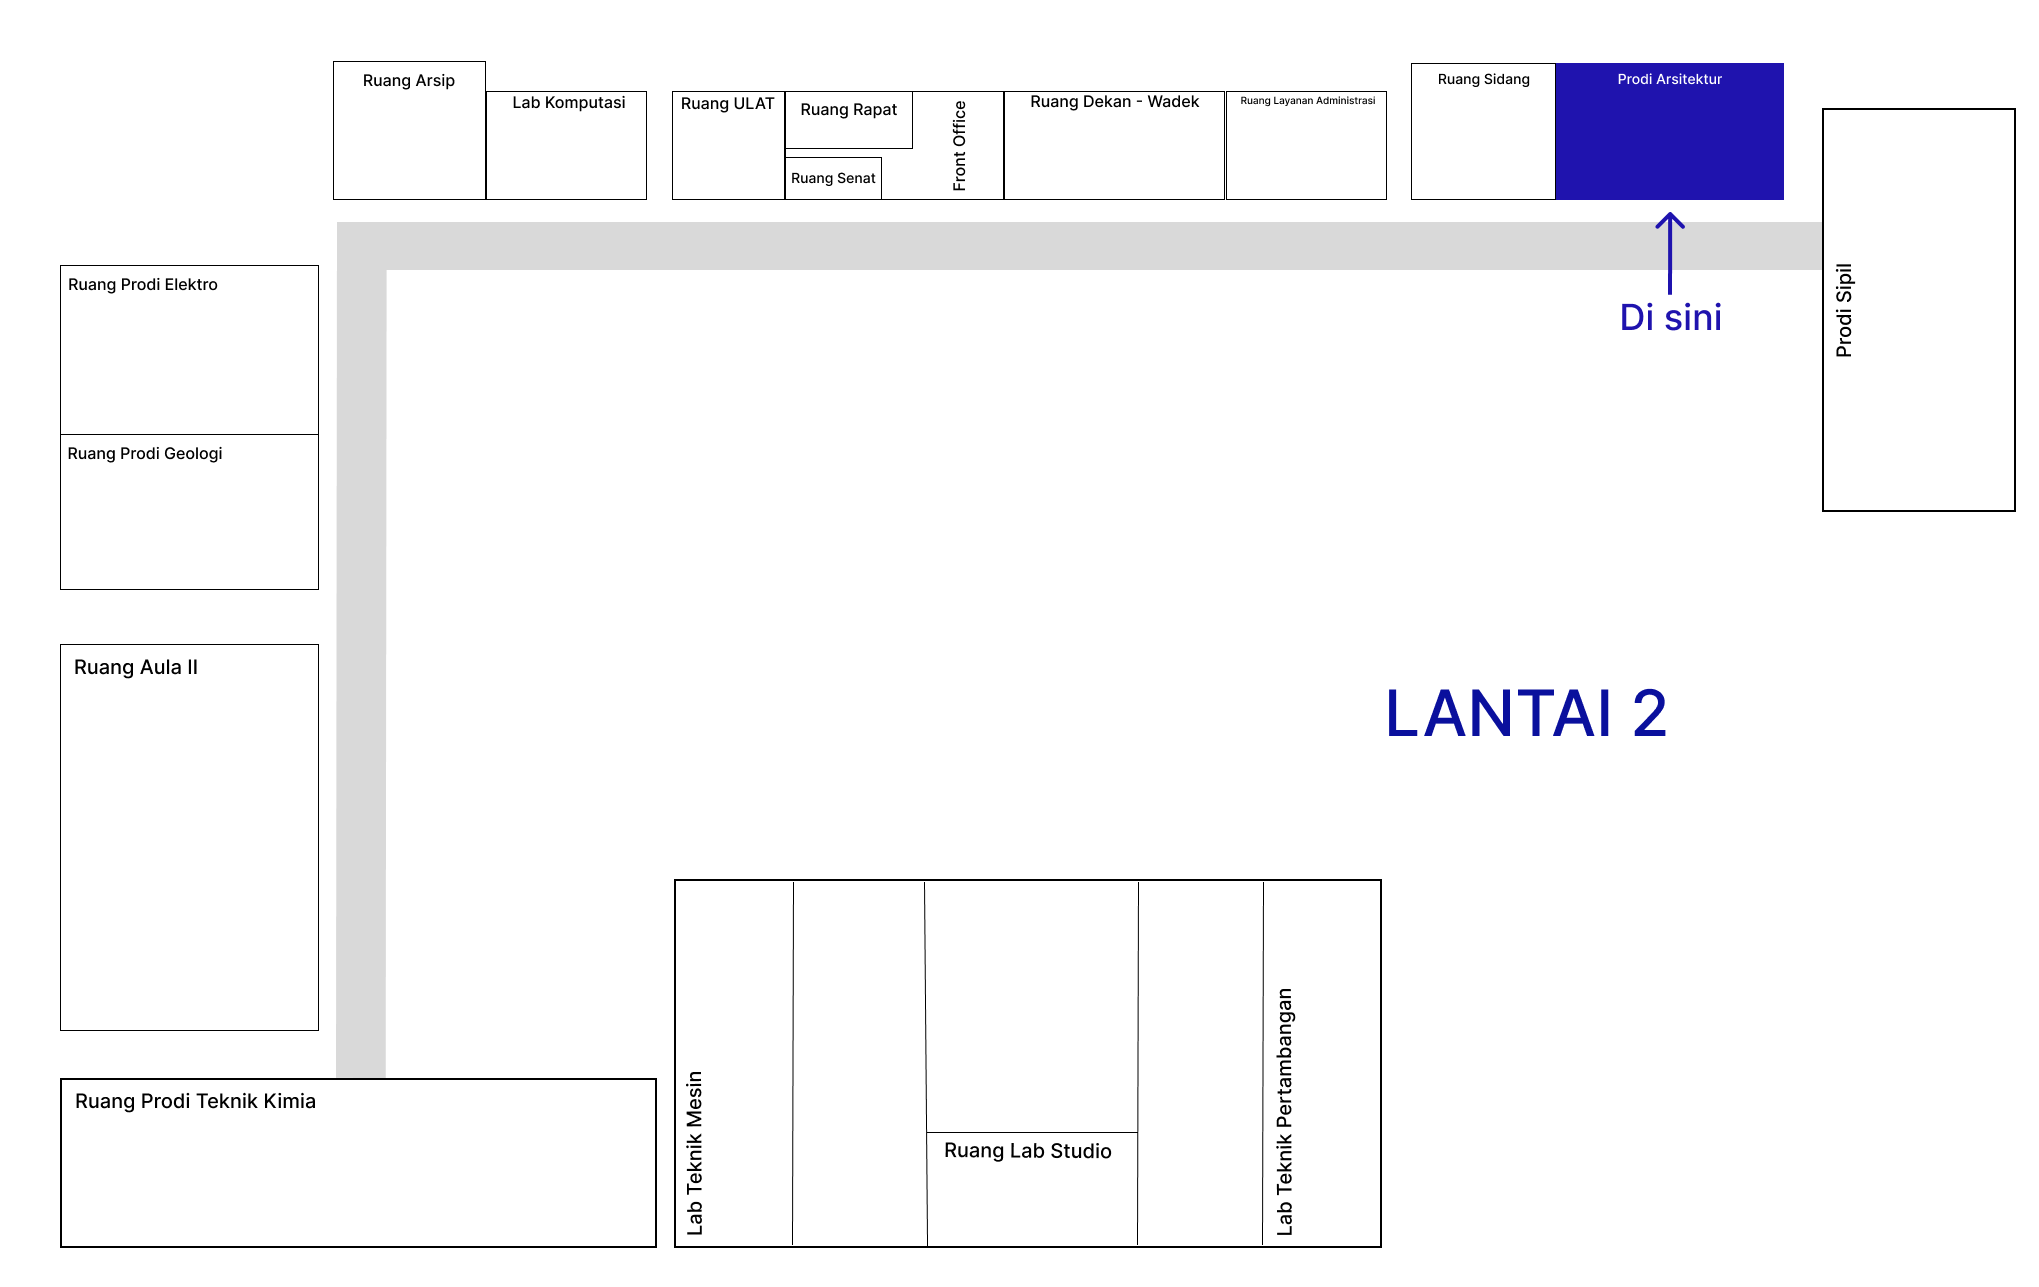 Ruang Arsip
Lab Komputasi
Ruang ULAT
Ruang Rapat
Ruang Senat
Front Office
Ruang Dekan - Wadek
Ruang Layanan Administrasi
Ruang Sidang
Prodi Arsitektur
Di sini
Prodi Sipil
Ruang Prodi Elektro
Ruang Prodi Geologi
Ruang Aula II
LANTAI 2
Ruang Prodi Teknik Kimia
Lab Teknik Mesin
Ruang Lab Studio
Lab Teknik Pertambangan